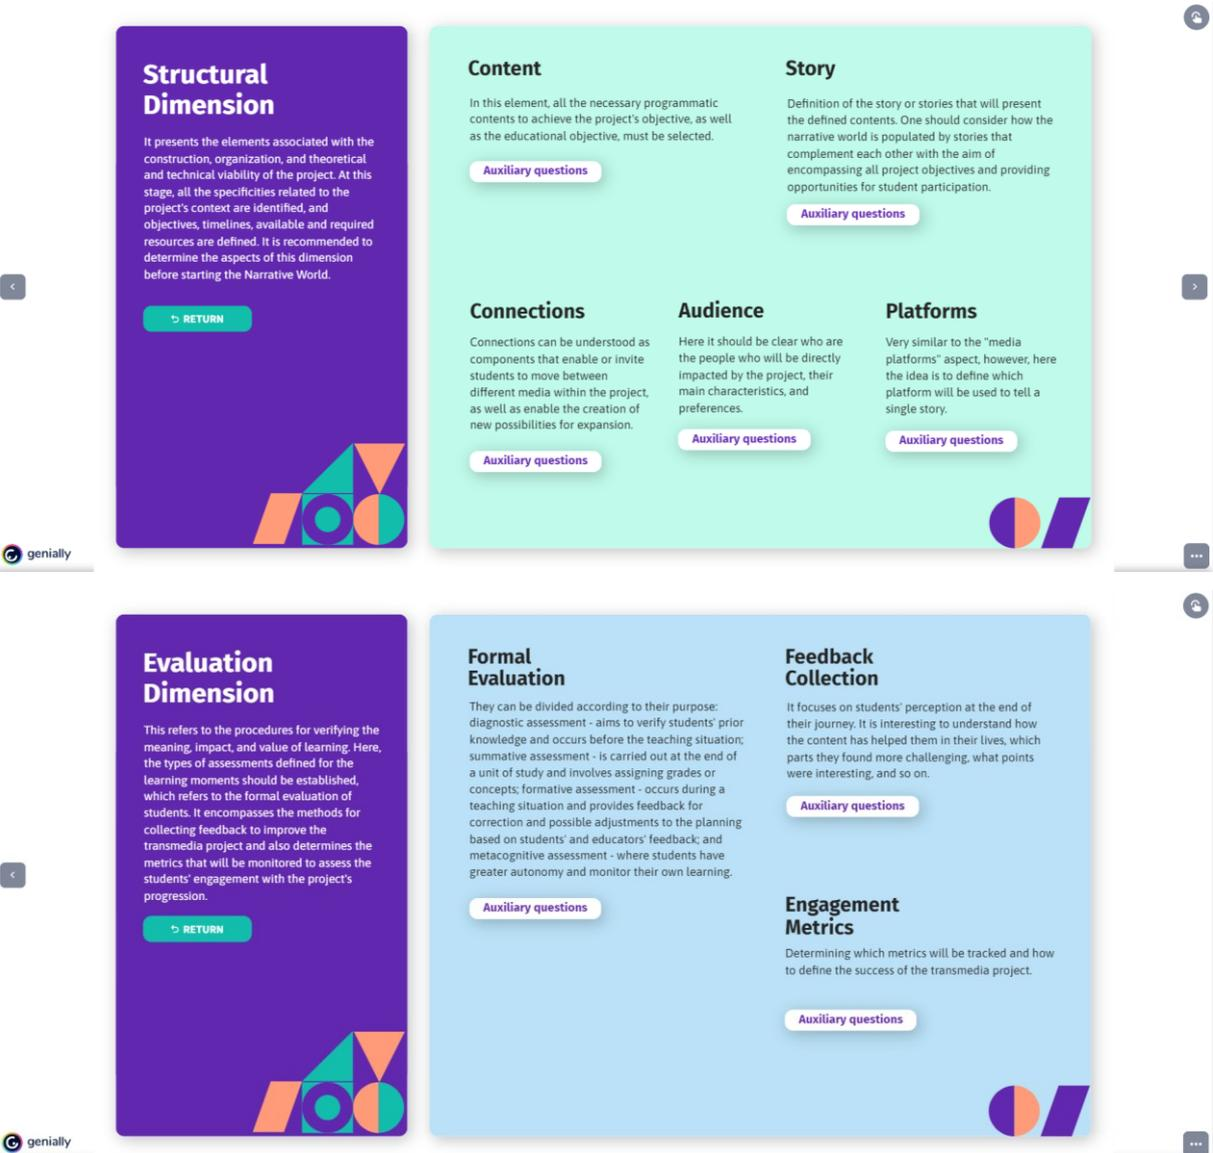 Structural
Dimension
It presents the elements associated with the
construction, organization, and theoretical
and technical viability of the project. At this
stage, all the specificities related to the
project's context are identified, and
objectives, timelines, available and required
resources are defined. It is recommended to
determine the aspects of this dimension
before starting the Narrative World.
RETURN
Content
In this element, all the necessary programmatic
contents to achieve the project's objective, as well
as the educational objective, must be selected.
Auxiliary questions
Story
Definition of the story or stories that will present
the defined contents. One should consider how the
narrative world is populated by stories that
complement each other with the aim of
encompassing all project objectives and providing
opportunities for student participation.
Auxiliary questions
Connections
Connections can be understood as
components that enable or invite
students to move between
different media within the project,
as well as enable the creation of
new possibilities for expansion.
Auxiliary questions
Audience
Here it should be clear who are
the people who will be directly
impacted by the project, their
main characteristics, and
preferences.
Auxiliary questions
Platforms
Very similar to the "media
platforms" aspect, however, here
the idea is to define which
platform will be used to tell a
single story.
Auxiliary questions
genially
Evaluation
Dimension
This refers to the procedures for verifying the
meaning, impact, and value of learning. Here,
the types of assessments defined for the
learning moments should be established,
which refers to the formal evaluation of
students. It encompasses the methods for
collecting feedback to improve the
transmedia project and also determines the
metrics that will be monitored to assess the
students' engagement with the project's
progression.
RETURN
Formal
Evaluation
They can be divided according to their purpose:
diagnostic assessment - aims to verify students' prior
knowledge and occurs before the teaching situation;
summative assessment - is carried out at the end of
a unit of study and involves assigning grades or
concepts; formative assessment - occurs during a
teaching situation and provides feedback for
correction and possible adjustments to the planning
based on students' and educators' feedback; and
metacognitive assessment - where students have
greater autonomy and monitor their own learning.
Auxiliary questions
Feedback
Collection
It focuses on students' perception at the end of
their journey. It is interesting to understand how
the content has helped them in their lives, which
parts they found more challenging, what points
were interesting, and so on.
Auxiliary questions
Engagement
Metrics
Determining which metrics will be tracked and how
to define the success of the transmedia project.
Auxiliary questions
genially